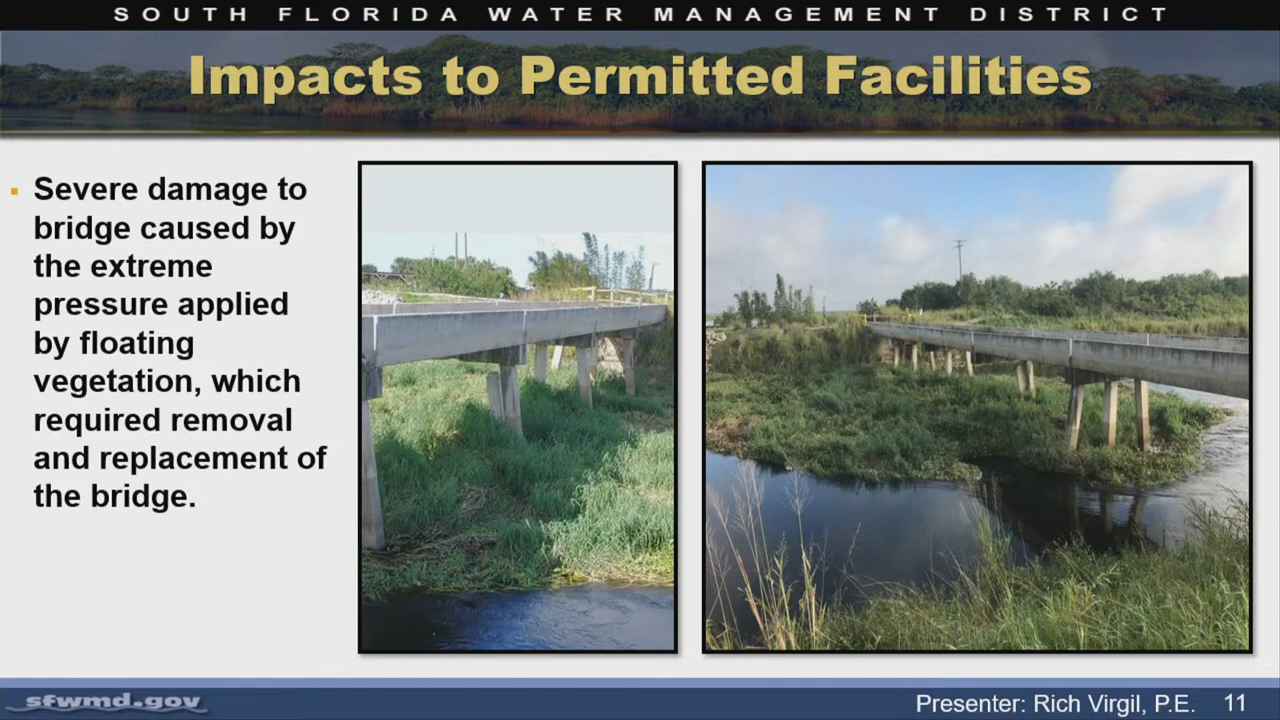 SOUTH FLORIDA WATER MANAGEMENT DISTRICT
Impacts to Permitted Facilities
▪ Severe damage to
bridge caused by
the extreme
pressure applied
by floating
vegetation, which
required removal
and replacement of
the bridge.
sfwmd.gov
Presenter: Rich Virgil, P.E. 11